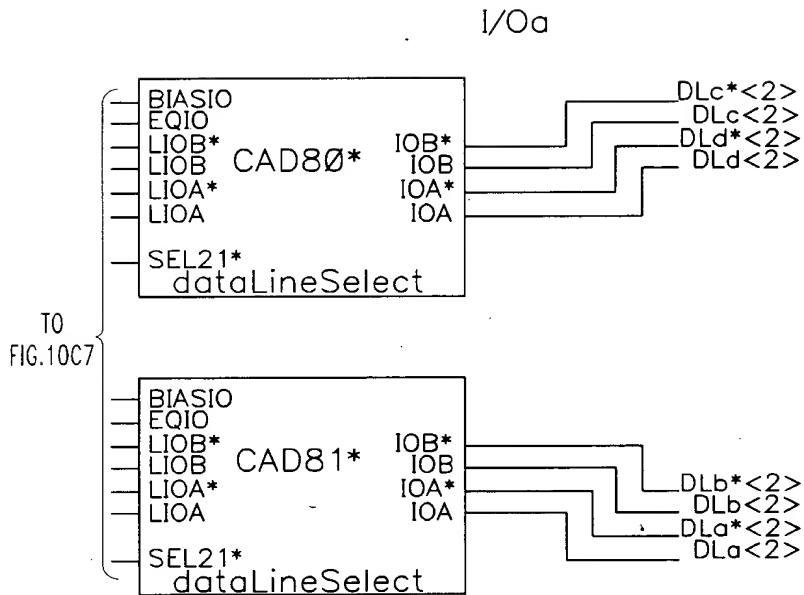 I/Oa
BIASIO
EQIO
LIOB*
LIOB
LIOA*
LIOA
SEL21*
CAD8Ø*
IOB*
IOB
IOA*
IOA
dataLineSelect
DLc*<2>
DLc<2>
DLd*<2>
DLd<2>
TO
FIG.10C7
BIASIO
EQIO
LIOB*
LIOB
LIOA*
LIOA
SEL21*
CAD81*
IOB*
IOB
IOA*
IOA
dataLineSelect
DLb*<2>
DLb<2>
DLa*<2>
DLa<2>